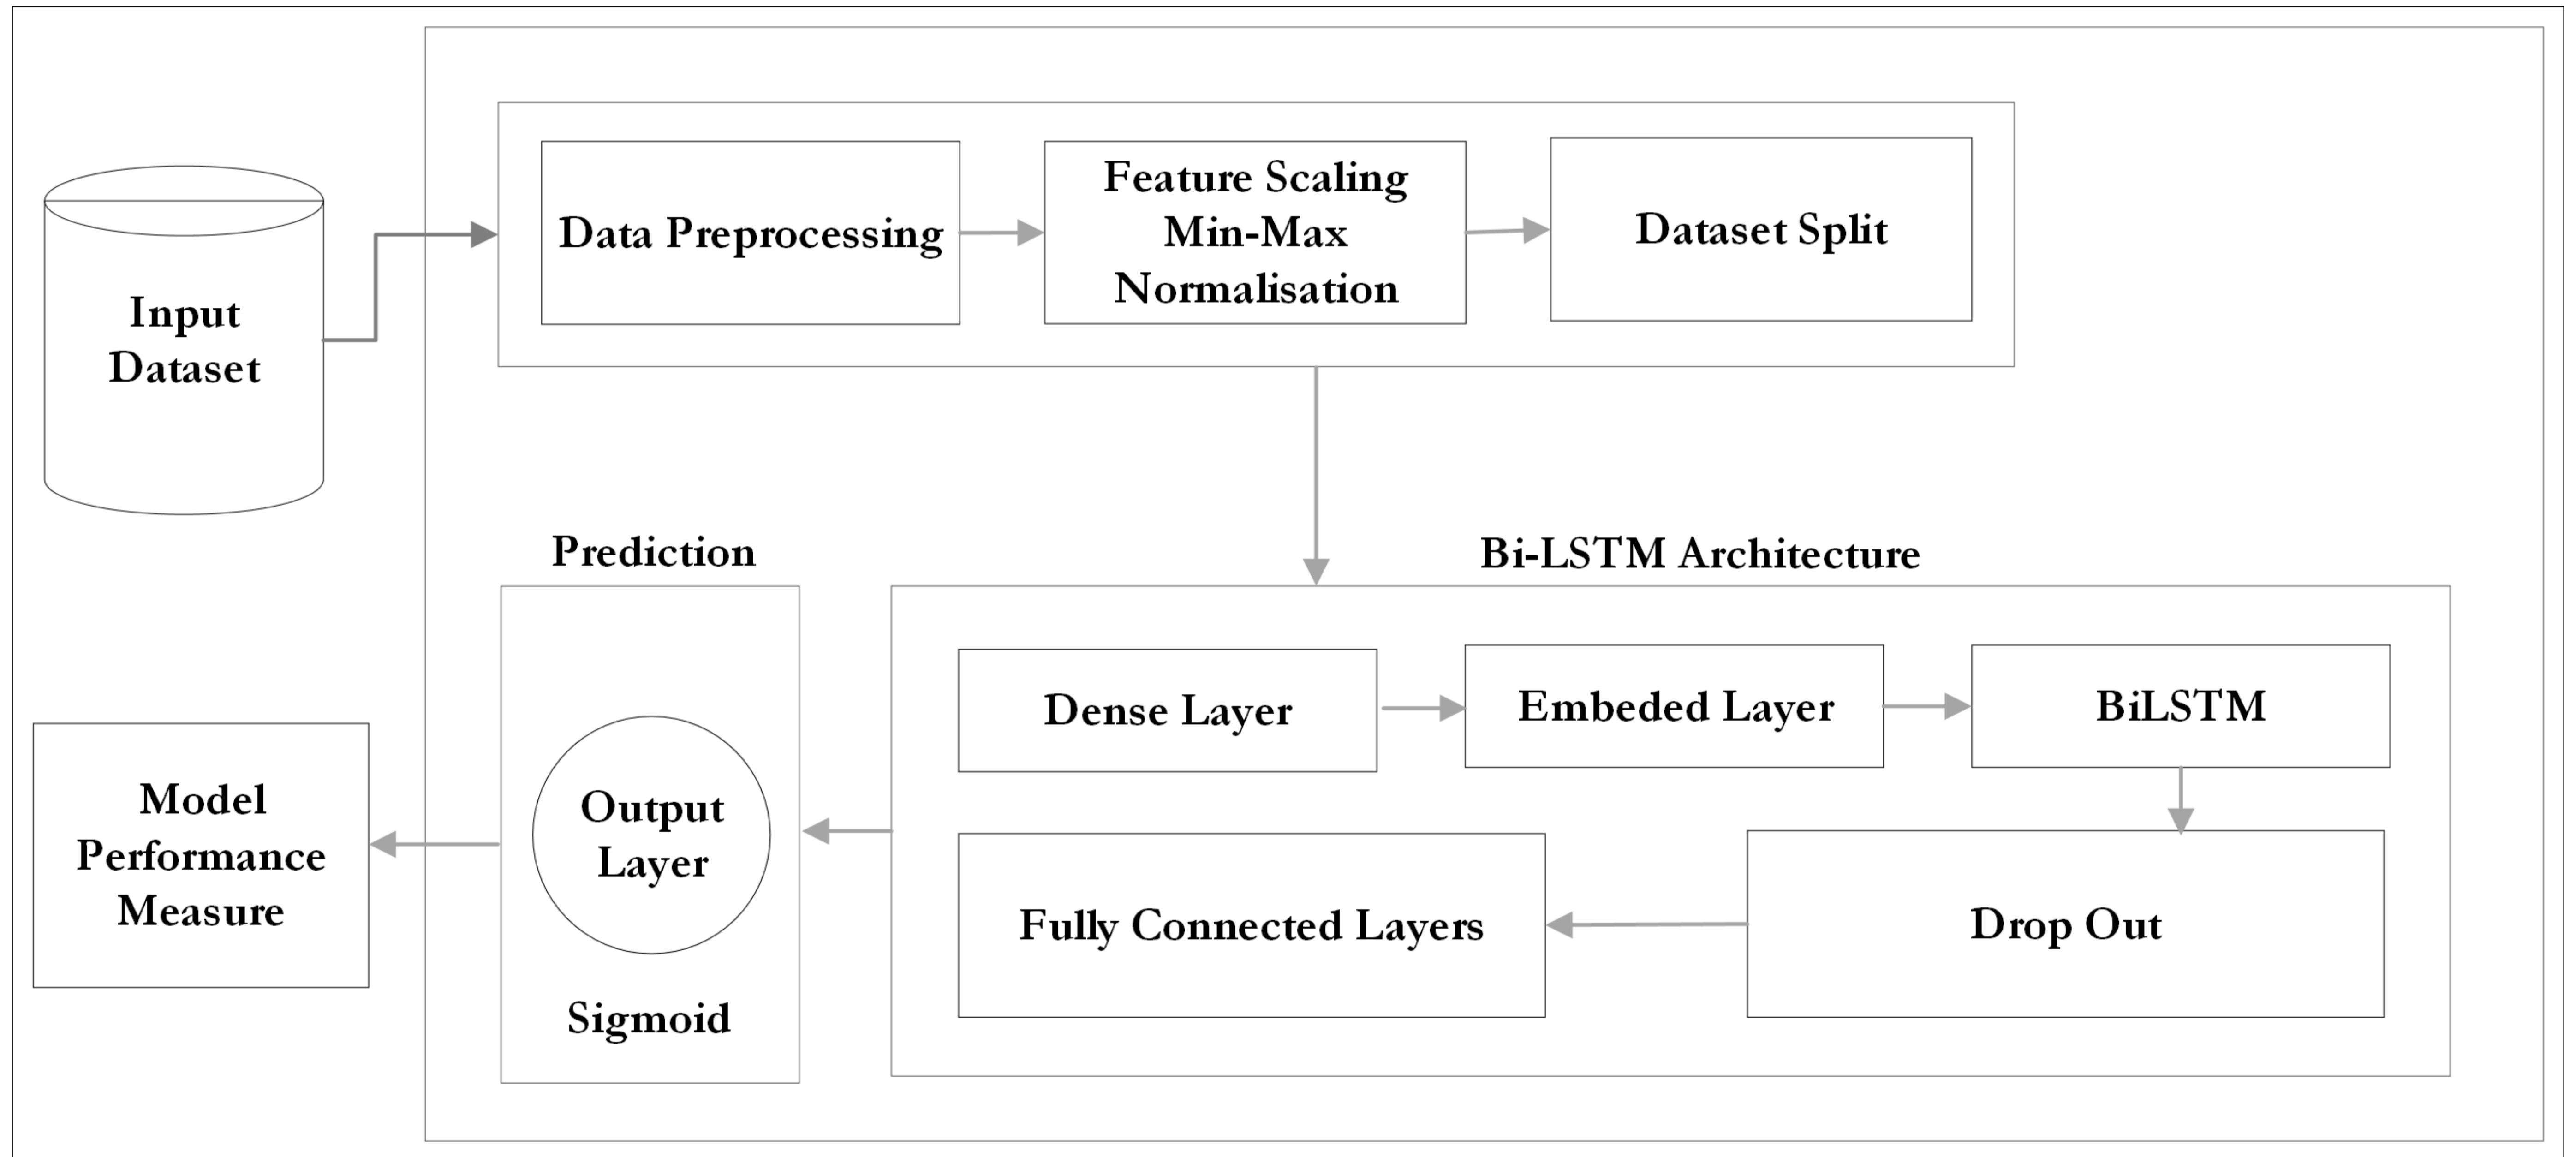 Input
Dataset
Data Preprocessing
Feature Scaling
Min-Max
Normalisation
Dataset Split
Prediction
Bi-LSTM Architecture
Dense Layer
Embeded Layer
BiLSTM
Drop Out
Fully Connected Layers
Output
Layer
Sigmoid
Model
Performance
Measure